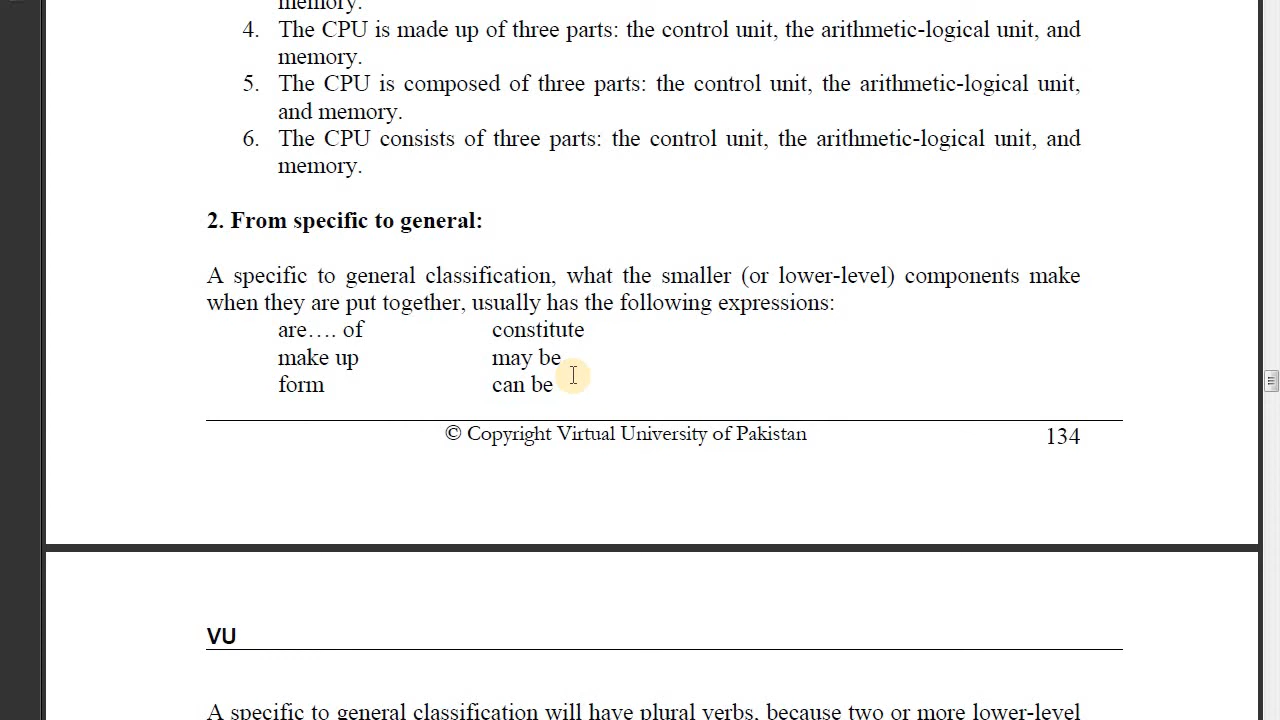 memory.
4. The CPU is made up of three parts: the control unit, the arithmetic-logical unit, and
memory.
5. The CPU is composed of three parts: the control unit, the arithmetic-logical unit,
and memory.
6. The CPU consists of three parts: the control unit, the arithmetic-logical unit, and
memory.
2. From specific to general:
A specific to general classification, what the smaller (or lower-level) components make
when they are put together, usually has the following expressions:
are…. of constitute
make up may be
form can be
© Copyright Virtual University of Pakistan 134
VU
A specific to general classification will have plural verbs, because two or more lower-level